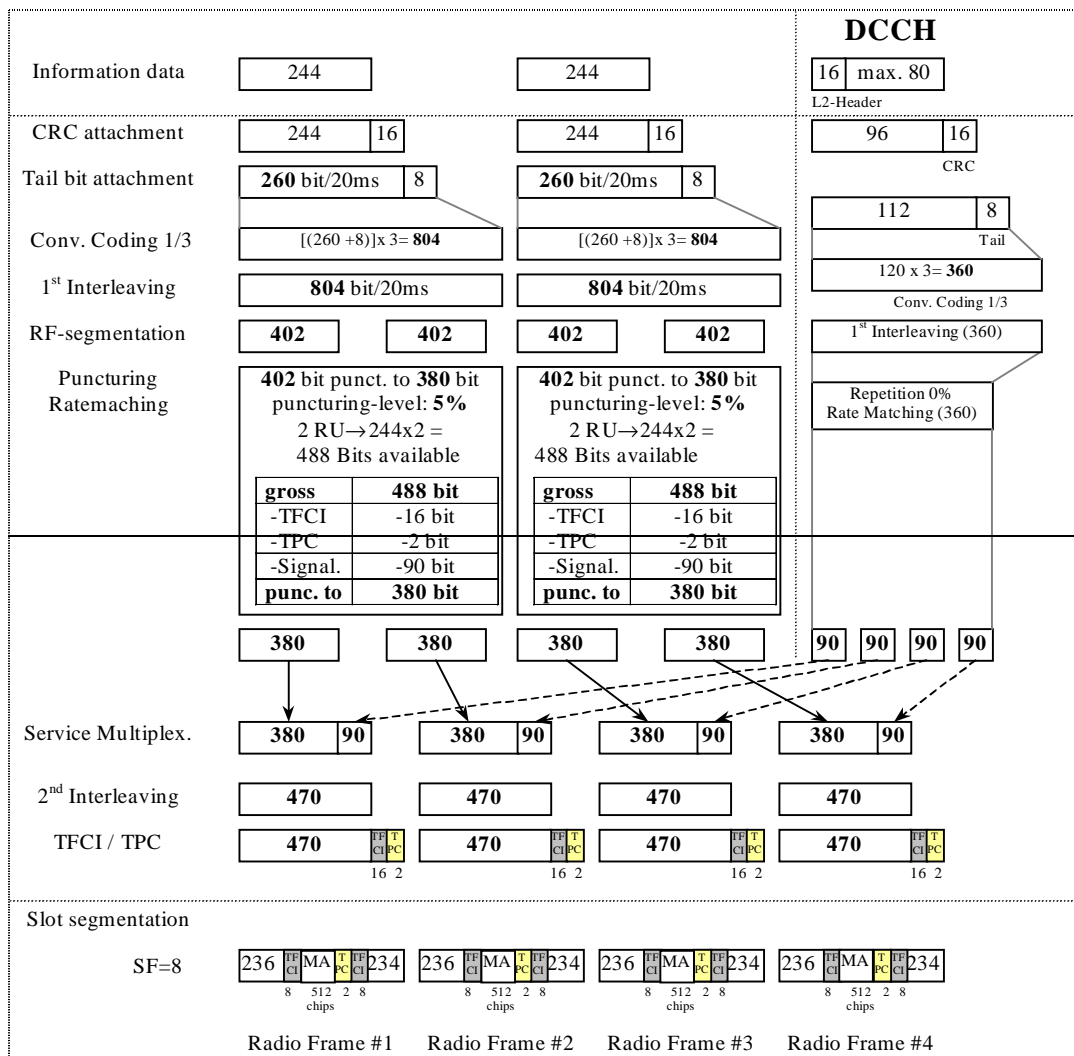 DCCH
Information data
244
244
16 max. 80
L2-Header
CRC attachment
244 16
244 16
96 16
CRC
Tail bit attachment
260 bit/20ms 8
260 bit/20ms 8
112 8
Tail
Conv. Coding 1/3
[(260 +8)]x 3= 804
[(260 +8)]x 3= 804
120 x 3= 360
Conv. Coding 1/3
1st Interleaving
804 bit/20ms
804 bit/20ms
1st Interleaving (360)
RF-segmentation
402 402 402 402
Puncturing
Ratemaching
402 bit punct. to 380 bit
puncturing-level: 5%
2 RU→244x2 =
488 Bits available
gross 488 bit
-TFCI -16 bit
-TPC -2 bit
-Signal. -90 bit
punc. to 380 bit
402 bit punct. to 380 bit
puncturing-level: 5%
2 RU→244x2 =
488 Bits available
gross 488 bit
-TFCI -16 bit
-TPC -2 bit
-Signal. -90 bit
punc. to 380 bit
Repetition 0%
Rate Matching (360)
380 380 380 380 90 90 90 90
Service Multiplex.
380 90 380 90 380 90 380 90
2nd Interleaving
470 470 470 470
TFCI / TPC
470 TF CI T PC 470 TF CI T PC 470 TF CI T PC 470 TF CI T PC
16 2 16 2 16 2 16 2
Slot segmentation
SF=8
236 TF CI MA T PC TF CI 234 236 TF CI MA T PC TF CI 234 236 TF CI MA T PC TF CI 234 236 TF CI MA T PC TF CI 234
8 512 2 8 8 512 2 8 8 512 2 8 8 512 2 8
chips chips chips chips
Radio Frame #1 Radio Frame #2 Radio Frame #3 Radio Frame #4